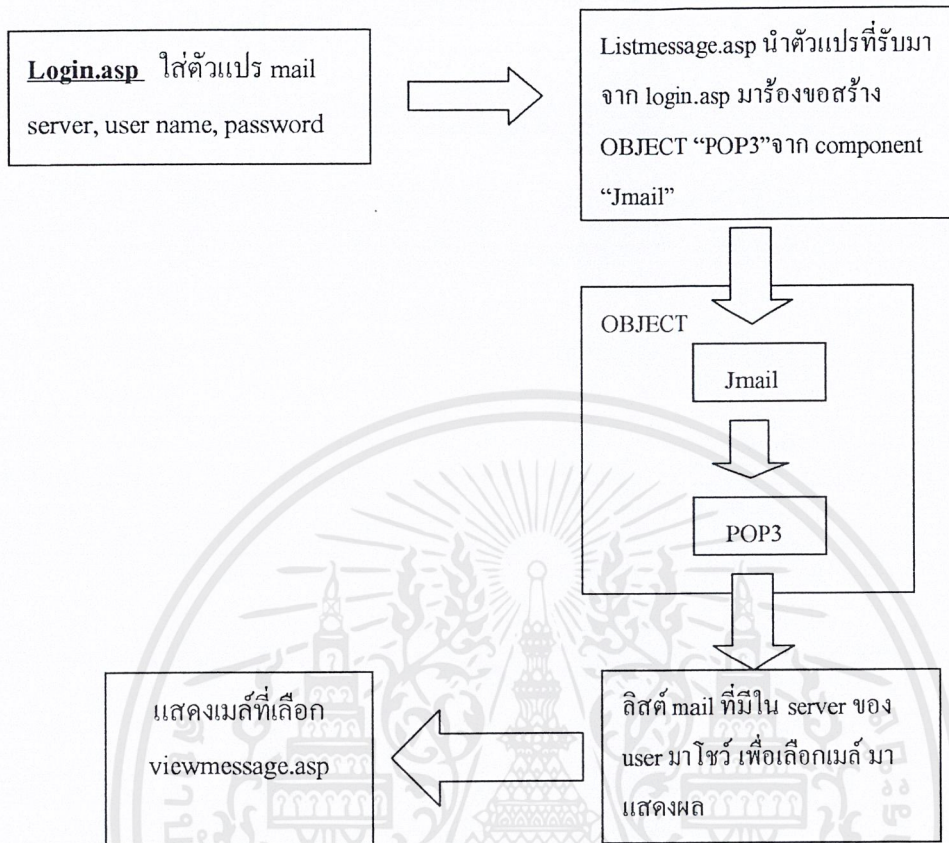 Login.asp ใส่ตัวแปร mail
server, user name, password
Listmessage.asp นำตัวแปรที่รับมา
จาก login.asp มาร้องขอสร้าง
OBJECT “POP3”จาก component
“Jmail”
OBJECT
Jmail
POP3
ลิสต์ mail ที่มีใน server ของ
user มาโชว์ เพื่อเลือกเมล์ มา
แสดงผล
แสดงเมล์ที่เลือก
viewmessage.asp